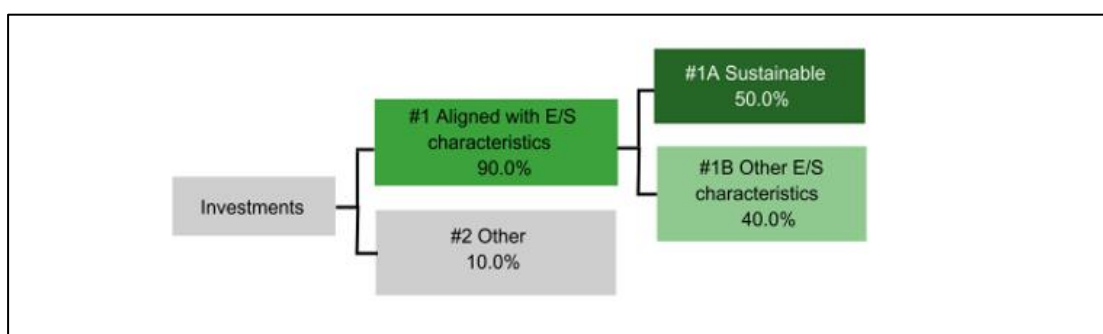 #1A Sustainable
50.0%
#1 Aligned with E/S
characteristics
90.0%
#1B Other E/S
characteristics
40.0%
Investments
#2 Other
10.0%